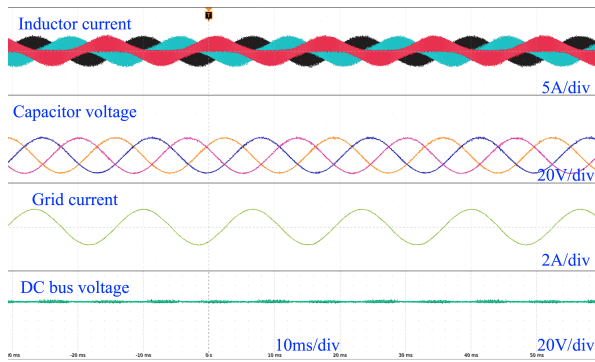 T
Inductor current
5A/div
Capacitor voltage
20V/div
Grid current
2A/div
DC bus voltage
10ms/div
20V/div
-20 ms
-10 ms
0 s
10 ms
20 ms
30 ms
40 ms
50 ms